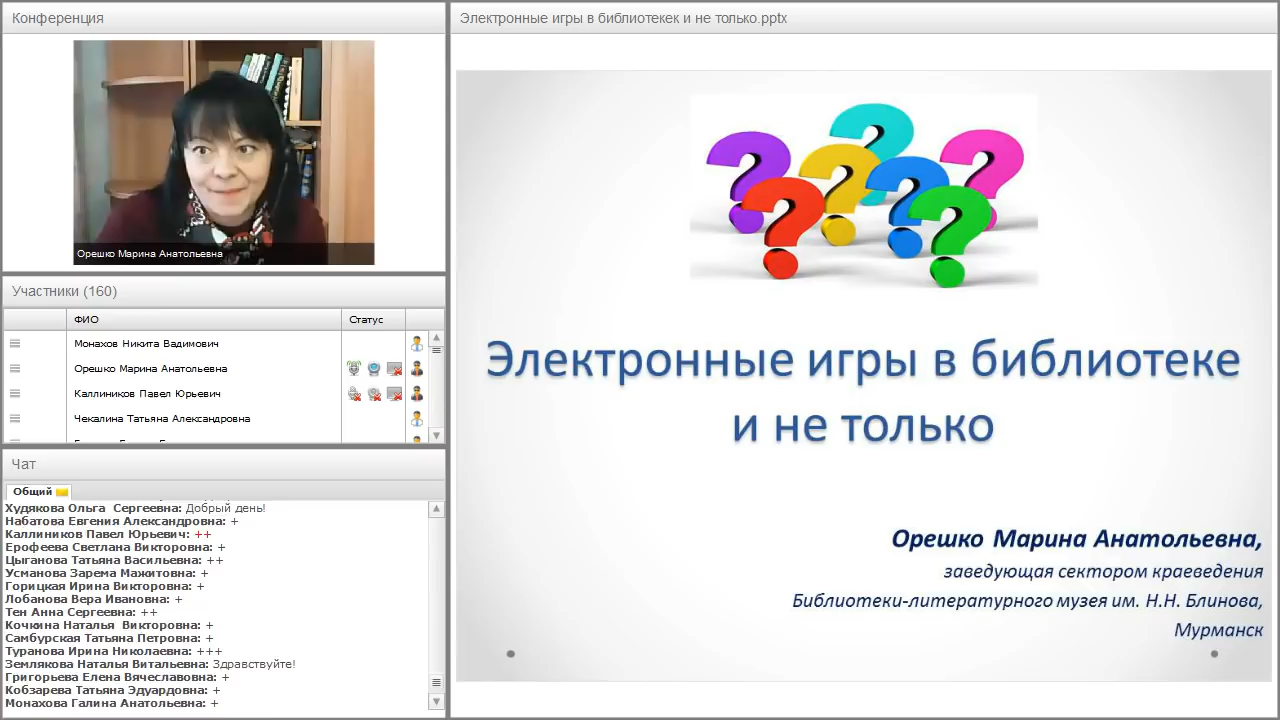 Конференция
Орешко Марина Анатольевна
Участники (160)
ФИО
Статус
Монахов Никита Вадимович
Орешко Марина Анатольевна
Каллиников Павел Юрьевич
Чекалина Татьяна Александровна
Чат
Общий
Худякова Ольга Сергеевна: Добрый день!
Набатова Евгения Александровна: +
Каллиников Павел Юрьевич: ++
Ерофеева Светлана Викторовна: +
Цыганова Татьяна Васильевна: ++
Усманова Зарема Мажитовна: +
Горицкая Ирина Викторовна: +
Лобанова Вера Ивановна: +
Тен Анна Сергеевна: ++
Кочкина Наталья Викторовна: +
Самбурская Татьяна Петровна: +
Туранова Ирина Николаевна: +++
Землякова Наталья Витальевна: Здравствуйте!
Григорьева Елена Вячеславовна: +
Кобзарева Татьяна Эдуардовна: +
Монахова Галина Анатольевна: +
Электронные игры в библиотекек и не только.pptx
Электронные игры в библиотеке
и не только
Орешко Марина Анатольевна,
заведующая сектором краеведения
Библиотеки-литературного музея им. Н.Н. Блинова,
Мурманск